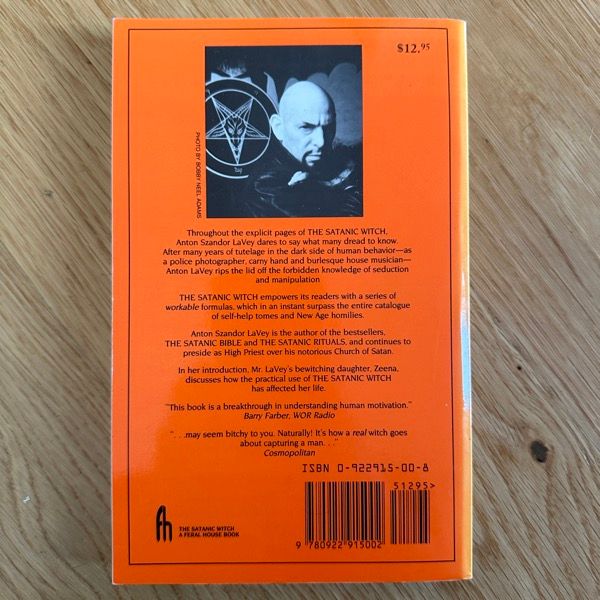 $12.95
PHOTO BY BOBBY NEEL ADAMS
Throughout the explicit pages of THE SATANIC WITCH,
Anton Szandor LaVey dares to say what many dread to know.
After many years of tutelage in the dark side of human behavior—as
a police photographer, carny hand and burlesque house musician—
Anton LaVey rips the lid off the forbidden knowledge of seduction
and manipulation
THE SATANIC WITCH empowers its readers with a series of
workable formulas, which in an instant surpass the entire catalogue
of self-help tomes and New Age homilies.
Anton Szandor LaVey is the author of the bestsellers,
THE SATANIC BIBLE and THE SATANIC RITUALS, and continues to
preside as High Priest over his notorious Church of Satan.
In her introduction, Mr. LaVey's bewitching daughter, Zeena,
discusses how the practical use of THE SATANIC WITCH
has affected her life.
"This book is a breakthrough in understanding human motivation."
Barry Farber, WOR Radio
". . .may seem bitchy to you. Naturally! It's how a real witch goes
about capturing a man. . ."
Cosmopolitan
ISBN 0-922915-00-8
51295>
9 780922 915002
fh
THE SATANIC WITCH
A FERAL HOUSE BOOK